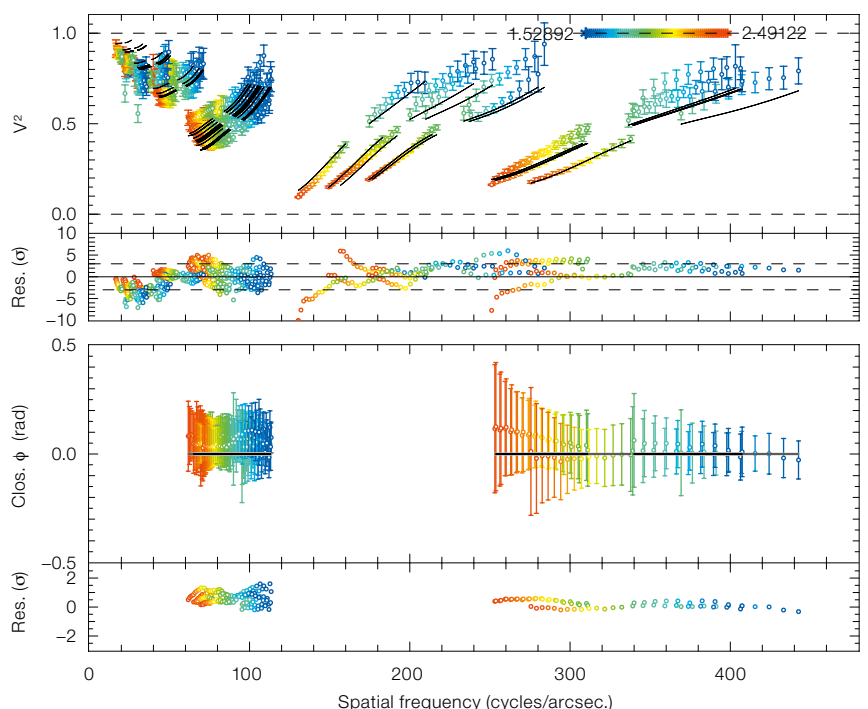 1.0
1.52892
2.49122
V²
0.5
0.0
10
5
0
−5
−10
Res. (σ)
0.5
Clos. ϕ (rad)
0.0
−0.5
2
Res. (σ)
0
−2
0 100 200 300 400
Spatial frequency (cycles/arcsec.)